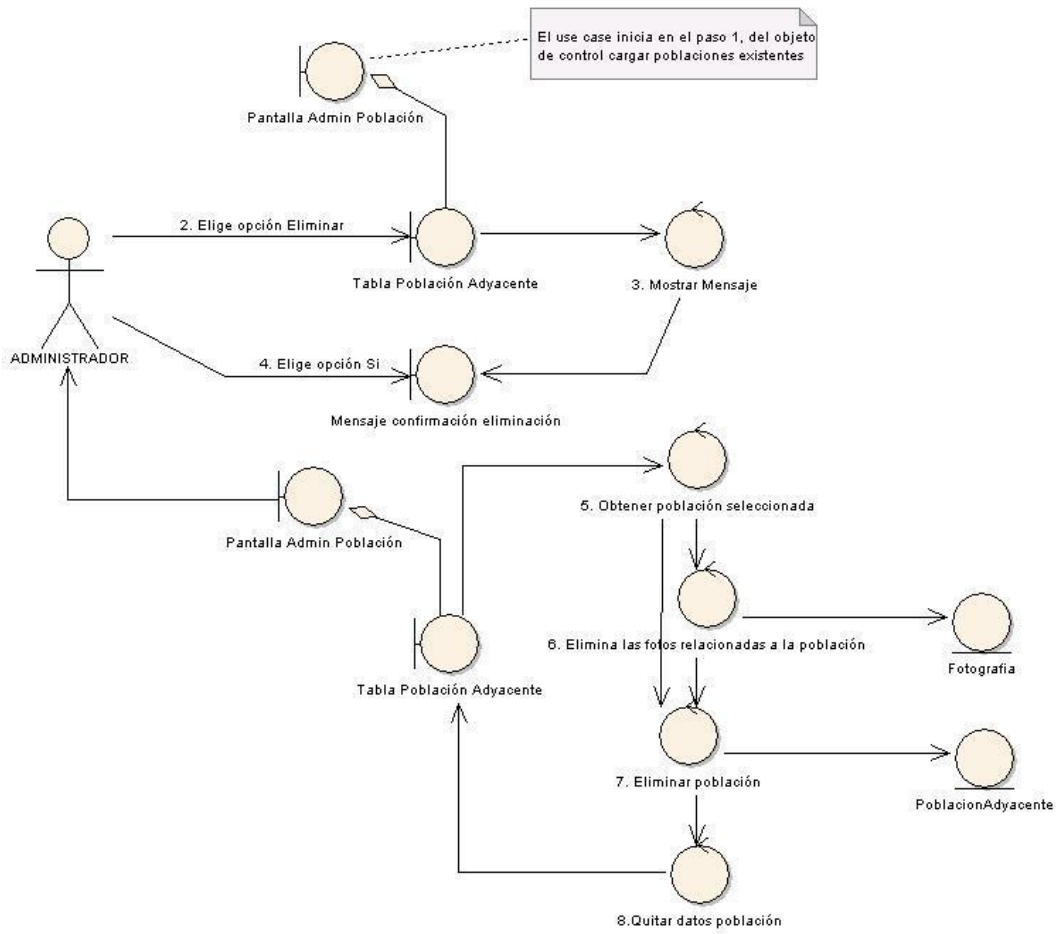 El use case inicia en el paso 1, del objeto
de control cargar poblaciones existentes
Pantalla Admin Población
2. Elige opción Eliminar
Tabla Población Adyacente
3. Mostrar Mensaje
ADMINISTRADOR
4. Elige opción Si
Mensaje confirmación eliminación
5. Obtener población seleccionada
Pantalla Admin Población
6. Elimina las fotos relacionadas a la población
Fotografia
Tabla Población Adyacente
7. Eliminar población
PoblacionAdyacente
8.Quitar datos población